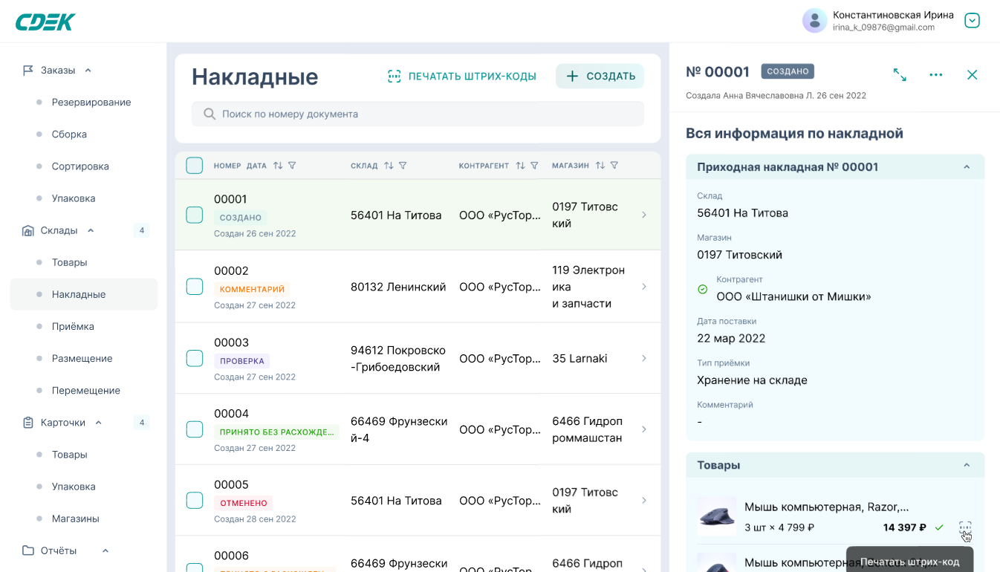 CDEK
Константиновская Ирина
irina_k_09876@gmail.com
Заказы
Резервирование
Сборка
Сортировка
Упаковка
Склады 4
Товары
Накладные
Приёмка
Размещение
Перемещение
Карточки 4
Товары
Упаковка
Магазины
Отчёты
Накладные
ПЕЧАТАТЬ ШТРИХ-КОДЫ
СОЗДАТЬ
Поиск по номеру документа
НОМЕР ДАТА СКЛАД КОНТРАГЕНТ МАГАЗИН
00001
СОЗДАНО
Создан 26 сен 2022
56401 На Титова
ООО «РусТор...
0197 Титовс
кий
00002
КОММЕНТАРИЙ
Создан 27 сен 2022
80132 Ленинский
ООО «РусТор...
119 Электрон
ика
и запчасти
00003
ПРОВЕРКА
Создан 27 сен 2022
94612 Покровско
-Грибоедовский
ООО «РусТор...
35 Larnaki
00004
ПРИНЯТО БЕЗ РАСХОЖДЕ...
Создан 27 сен 2022
66469 Фрунзески
й-4
ООО «РусТор...
6466 Гидроп
роммашстан
00005
ОТМЕНЕНО
Создан 28 сен 2022
56401 На Титова
ООО «РусТор...
0197 Титовс
кий
00006
66469 Фрунзески
ООО «РусТор...
6466 Гидроп
№ 00001 СОЗДАНО
Создала Анна Вячеславовна Л. 26 сен 2022
Вся информация по накладной
Приходная накладная № 00001
Склад
56401 На Титова
Магазин
0197 Титовский
Контрагент
ООО «Штанишки от Мишки»
Дата поставки
22 мар 2022
Тип приёмки
Хранение на складе
Комментарий
-
Товары
Мышь компьютерная, Razor,...
3 шт × 4 799 ₽ 14 397 ₽
Мышь компьютерная,
Печатать штрих-код